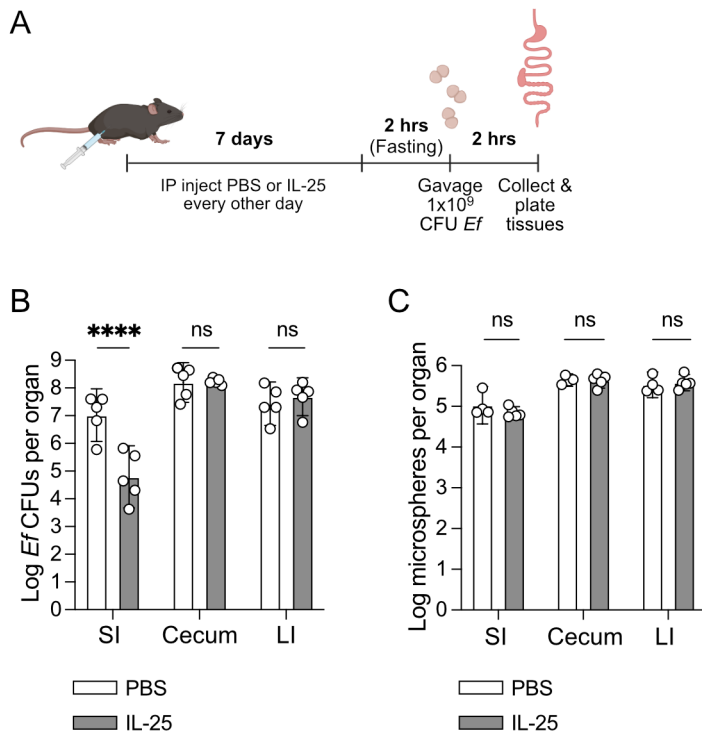 A
7 days
2 hrs
(Fasting)
2 hrs
IP inject PBS or IL-25
every other day
Gavage
1x10⁹
CFU Ef
Collect &
plate
tissues
B
**** ns ns
Log Ef CFUs per organ
9
8
7
6
5
4
3
2
1
0
SI Cecum LI
PBS
IL-25
C
ns ns ns
Log microspheres per organ
6
5
4
3
2
1
0
SI Cecum LI
PBS
IL-25